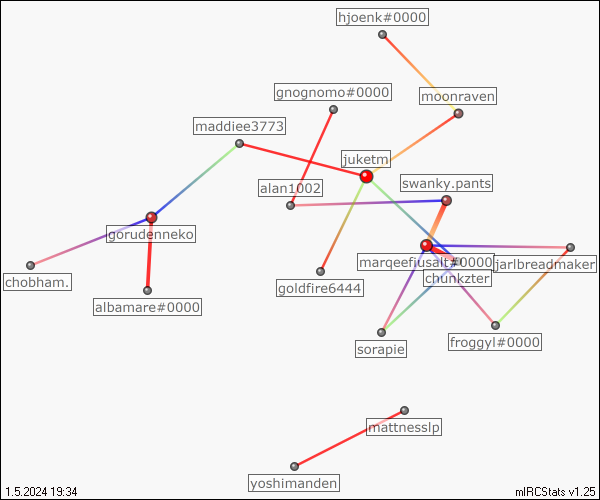 hjoenk#0000
gnognomo#0000
moonraven
maddiee3773
juketm
swanky.pants
alan1002
gorudenneko
marqeefiusalt#0000
jarlbreadmaker
chobham.
chunkzter
goldfire6444
albamare#0000
sorapie
froggyl#0000
mattnesslp
yoshimanden
1.5.2024 19:34
mIRCStats v1.25